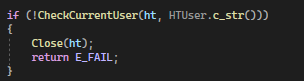 if (!CheckCurrentUser(ht, HTUser.c_str()))
{
    Close(ht);
    return E_FAIL;
}